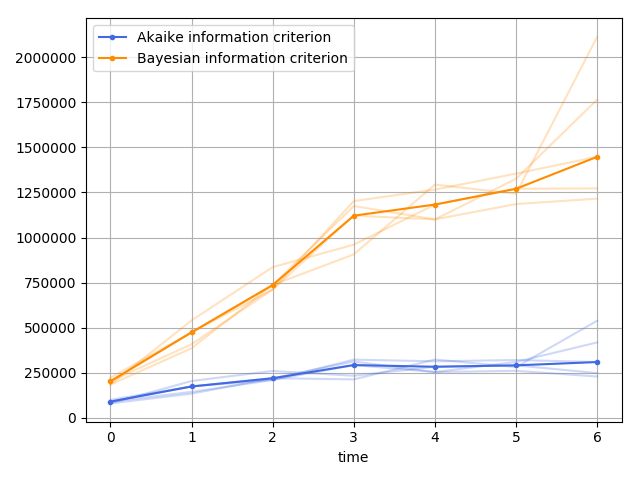 Akaike information criterion
Bayesian information criterion
2000000
1750000
1500000
1250000
1000000
750000
500000
250000
0
0 1 2 3 4 5 6
time